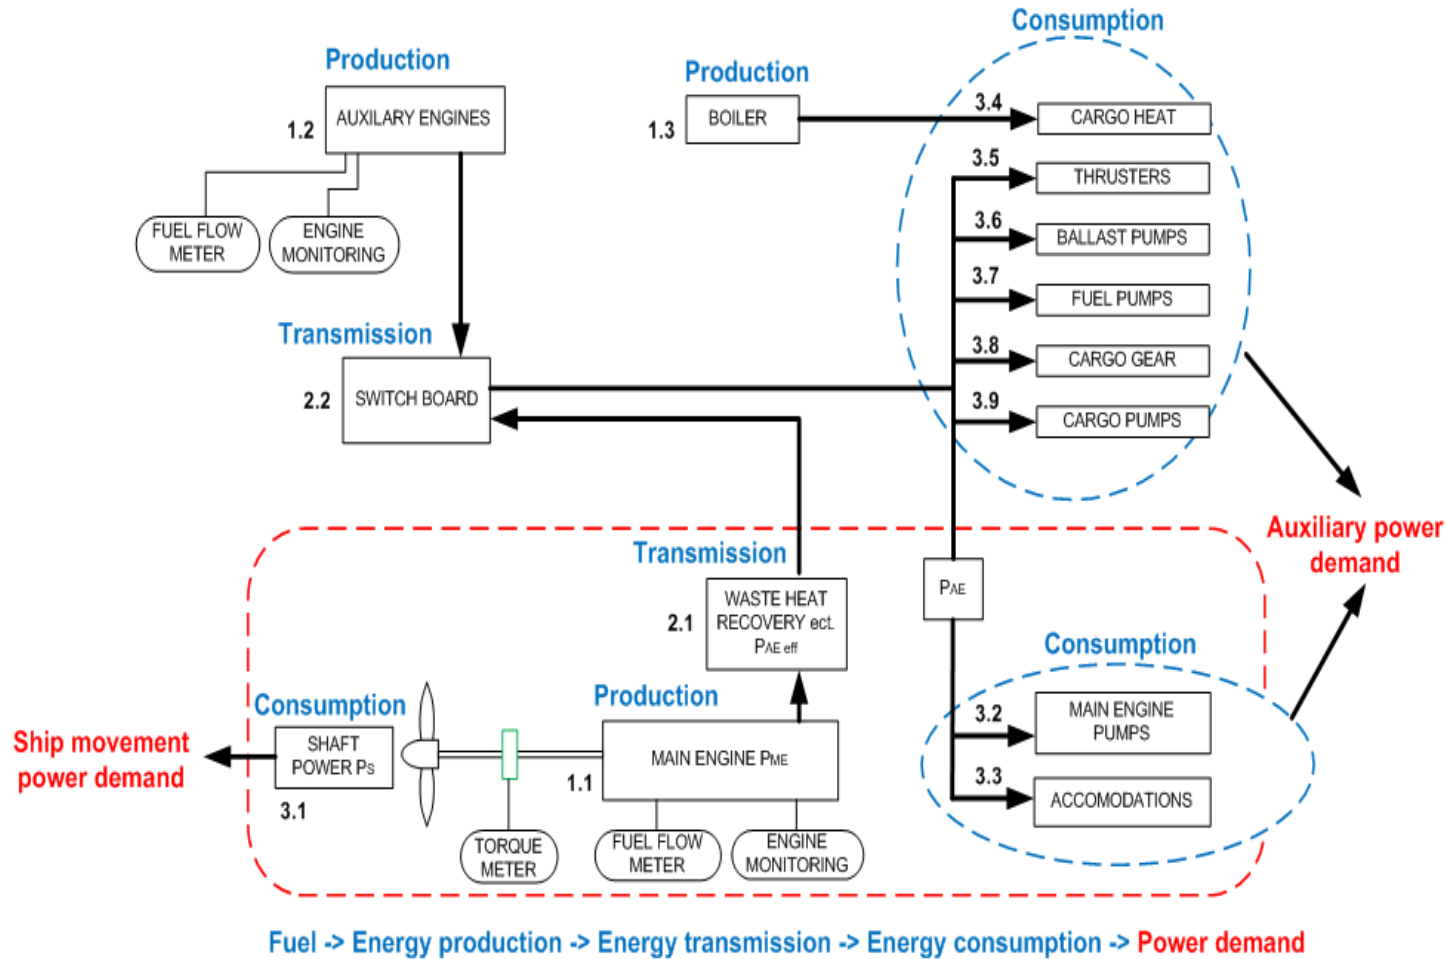 Consumption
Production
AUXILARY ENGINES
1.2
FUEL FLOW
METER
ENGINE
MONITORING
Production
BOILER
1.3
3.4
CARGO HEAT
3.5
THRUSTERS
3.6
BALLAST PUMPS
3.7
FUEL PUMPS
3.8
CARGO GEAR
3.9
CARGO PUMPS
Transmission
SWITCH BOARD
2.2
Auxiliary power
demand
Transmission
WASTE HEAT
RECOVERY ect.
PAE eff
2.1
PAE
Consumption
3.2
MAIN ENGINE
PUMPS
3.3
ACCOMODATIONS
Production
MAIN ENGINE PME
1.1
Consumption
SHAFT
POWER PS
3.1
Ship movement
power demand
TORQUE
METER
FUEL FLOW
METER
ENGINE
MONITORING
Fuel -> Energy production -> Energy transmission -> Energy consumption -> Power demand